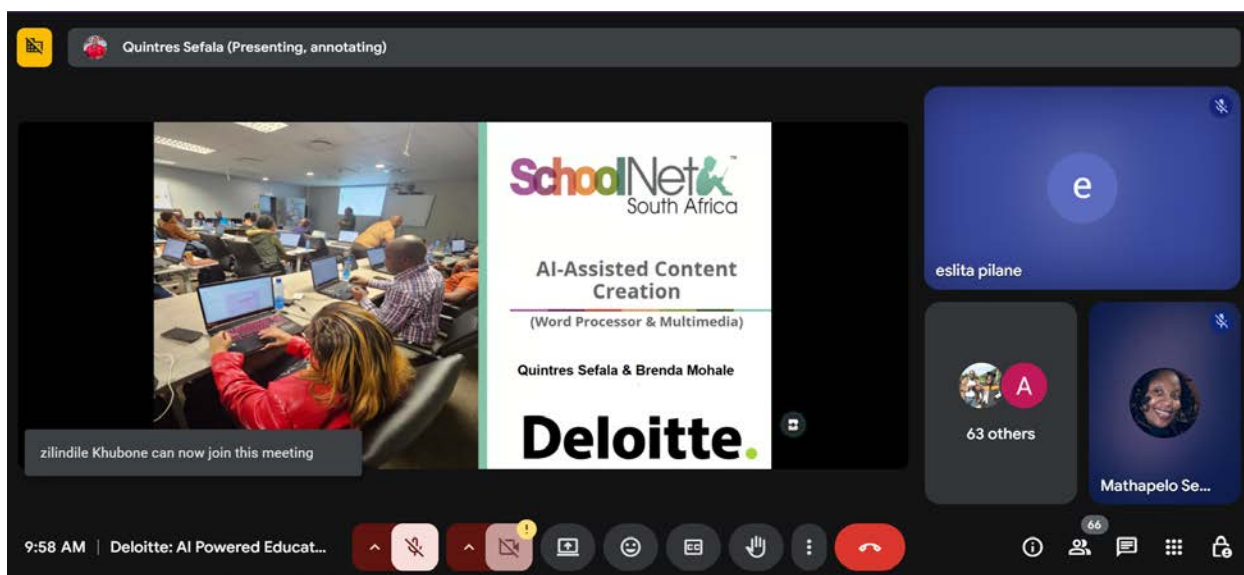 Quintres Sefala (Presenting, annotating)
SchoolNet™
South Africa
AI-Assisted Content
Creation
(Word Processor & Multimedia)
Quintres Sefala & Brenda Mohale
Deloitte.
zilindile Khubone can now join this meeting
e
eslita pilane
A
63 others
Mathapelo Se...
9:58 AM | Deloitte: AI Powered Educat...
!
CC
66